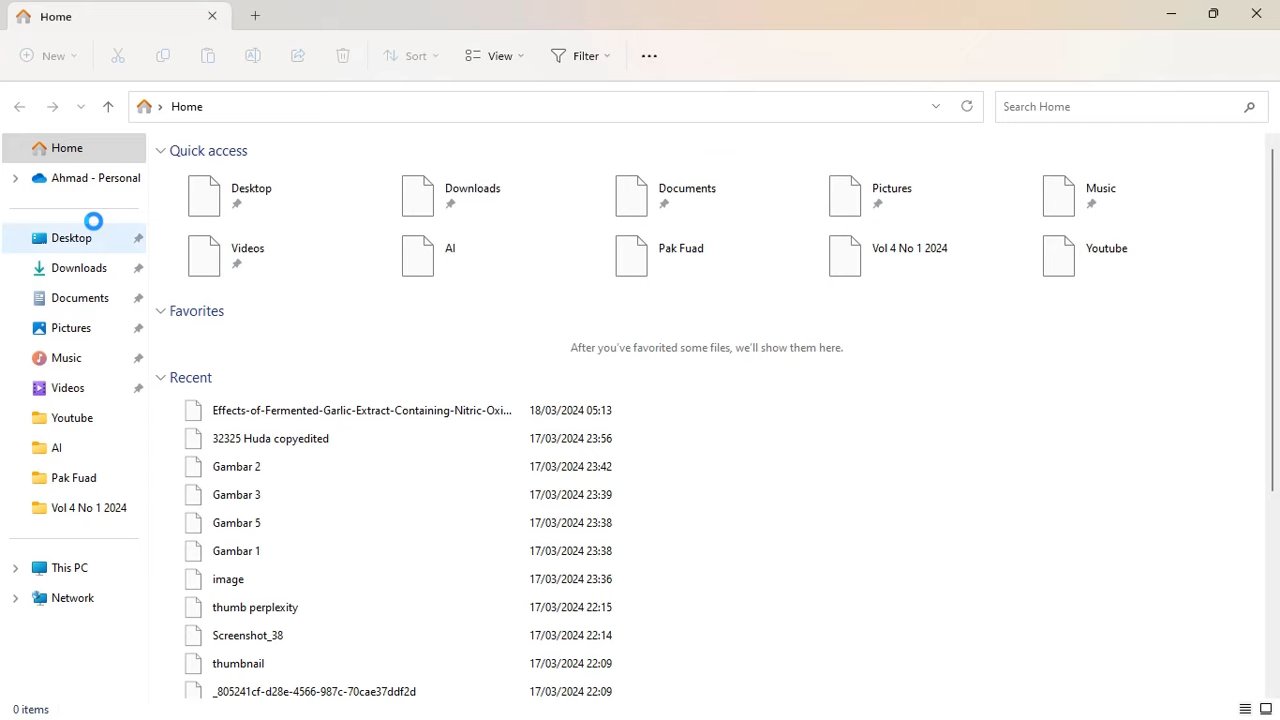 Home
New
Sort
View
Filter
Home
Search Home
Home
Ahmad - Personal
Desktop
Downloads
Documents
Pictures
Music
Videos
Youtube
AI
Pak Fuad
Vol 4 No 1 2024
This PC
Network
Quick access
Desktop Downloads Documents Pictures Music
Videos AI Pak Fuad Vol 4 No 1 2024 Youtube
Favorites
After you've favorited some files, we'll show them here.
Recent
Effects-of-Fermented-Garlic-Extract-Containing-Nitric-Oxi... 18/03/2024 05:13
32325 Huda copyedited 17/03/2024 23:56
Gambar 2 17/03/2024 23:42
Gambar 3 17/03/2024 23:39
Gambar 5 17/03/2024 23:38
Gambar 1 17/03/2024 23:38
image 17/03/2024 23:36
thumb perplexity 17/03/2024 22:15
Screenshot_38 17/03/2024 22:14
thumbnail 17/03/2024 22:09
_805241cf-d28e-4566-987c-70cae37ddf2d 17/03/2024 22:09
0 items